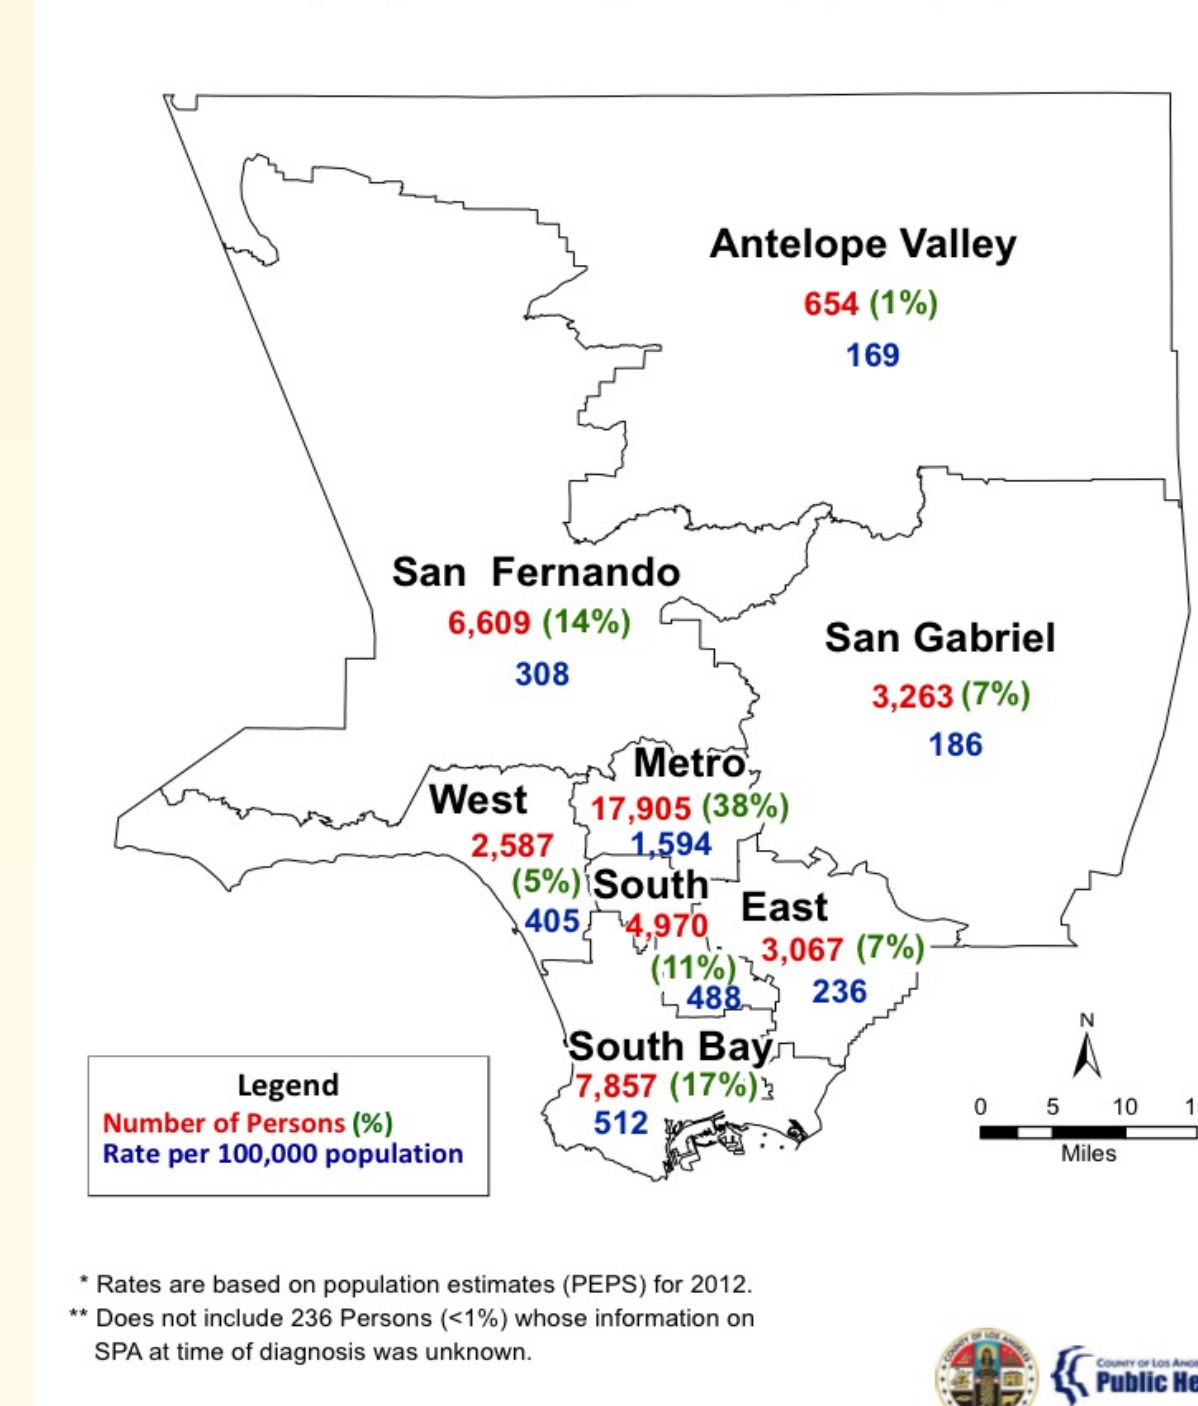 Antelope Valley
654 (1%)
169
San Fernando
6,609 (14%)
308
San Gabriel
3,263 (7%)
186
Metro
17,905 (38%)
1,594
West
2,587
(5%)
405
South
4,970
(11%)
488
East
3,067 (7%)
236
South Bay
7,857 (17%)
512
N
0 5 10
Miles
Legend
Number of Persons (%)
Rate per 100,000 population
* Rates are based on population estimates (PEPS) for 2012.
** Does not include 236 Persons (<1%) whose information on
SPA at time of diagnosis was unknown.
COUNTY OF LOS ANGE
Public He